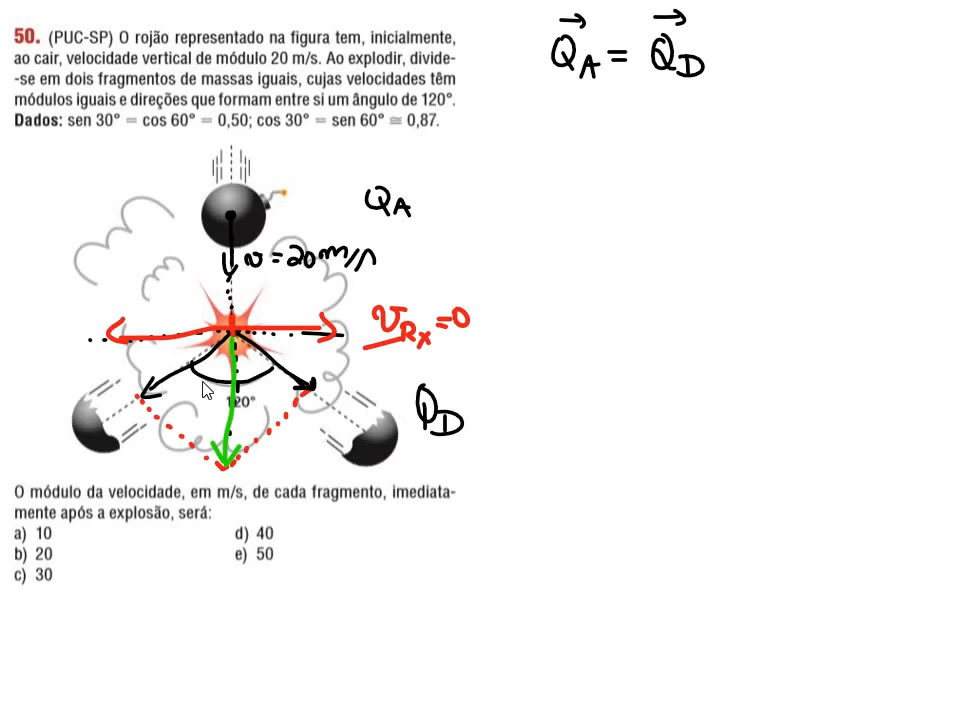 50. (PUC-SP) O rojão representado na figura tem, inicialmente,
ao cair, velocidade vertical de módulo 20 m/s. Ao explodir, divide-
-se em dois fragmentos de massas iguais, cujas velocidades têm
módulos iguais e direções que formam entre si um ângulo de 120°.
Dados: sen 30° = cos 60° = 0,50; cos 30° = sen 60° ≅ 0,87.
Q⃗A = Q⃗D
QA
v = 20 m/s
vRx = 0
120°
QD
O módulo da velocidade, em m/s, de cada fragmento, imediata-
mente após a explosão, será:
a) 10
b) 20
c) 30
d) 40
e) 50